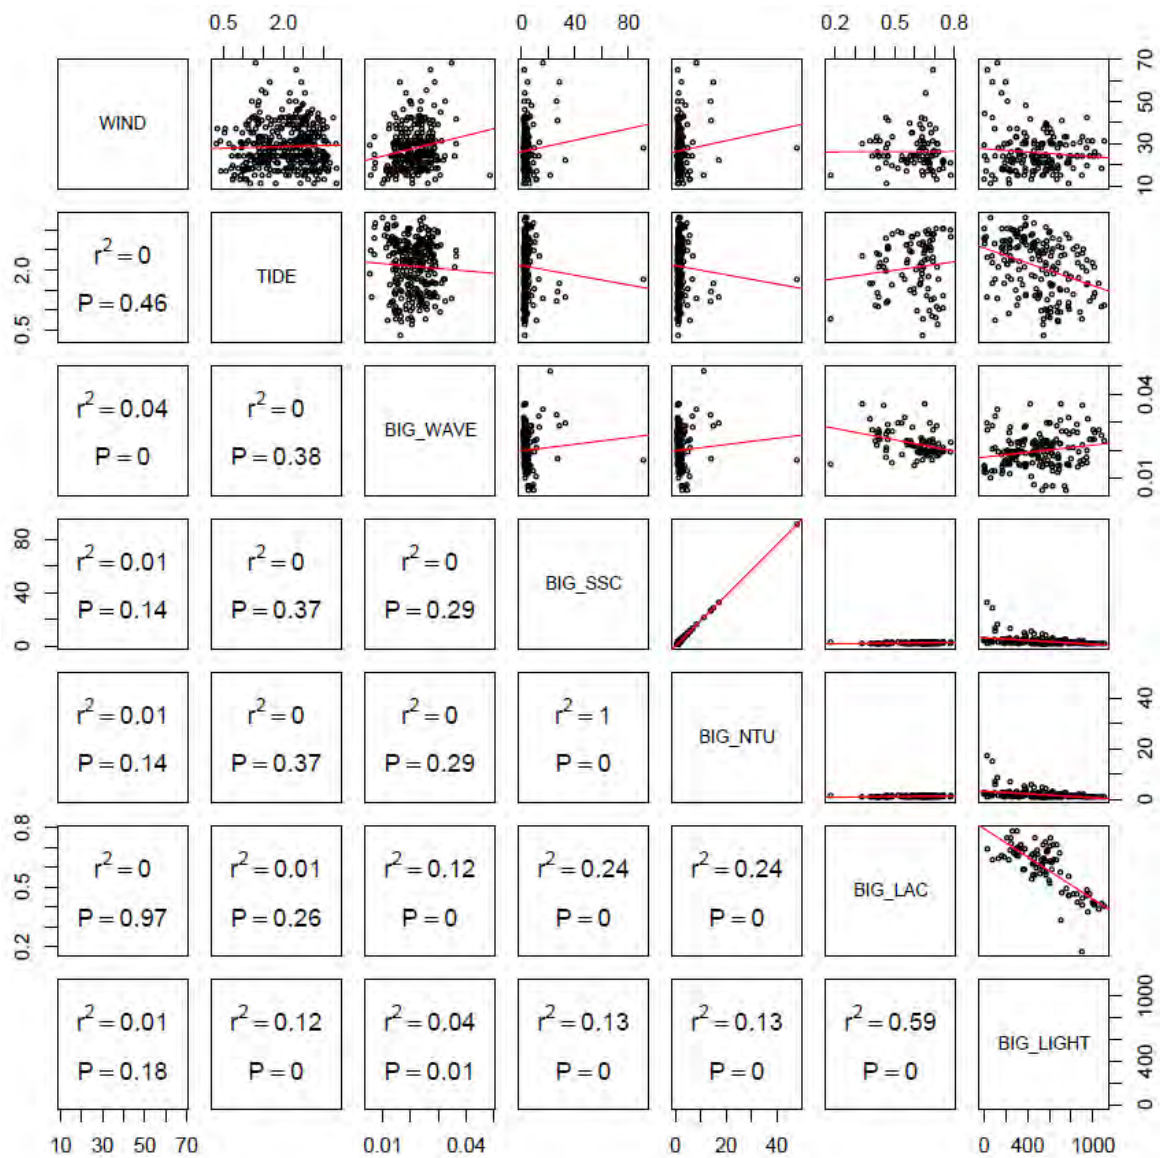 0.5 2.0 0 40 80 0.2 0.5 0.8
WIND
10 30 50 70
0.5 2.0
r² = 0
P = 0.46
TIDE
r² = 0.04
P = 0
r² = 0
P = 0.38
BIG_WAVE
0.01 0.04
0 40 80
r² = 0.01
P = 0.14
r² = 0
P = 0.37
r² = 0
P = 0.29
BIG_SSC
r² = 0.01
P = 0.14
r² = 0
P = 0.37
r² = 0
P = 0.29
r² = 1
P = 0
BIG_NTU
0 20 40
0.2 0.5 0.8
r² = 0
P = 0.97
r² = 0.01
P = 0.26
r² = 0.12
P = 0
r² = 0.24
P = 0
r² = 0.24
P = 0
BIG_LAC
r² = 0.01
P = 0.18
r² = 0.12
P = 0
r² = 0.04
P = 0.01
r² = 0.13
P = 0
r² = 0.13
P = 0
r² = 0.59
P = 0
BIG_LIGHT
0 400 1000
10 30 50 70 0.01 0.04 0 20 40 0 400 1000